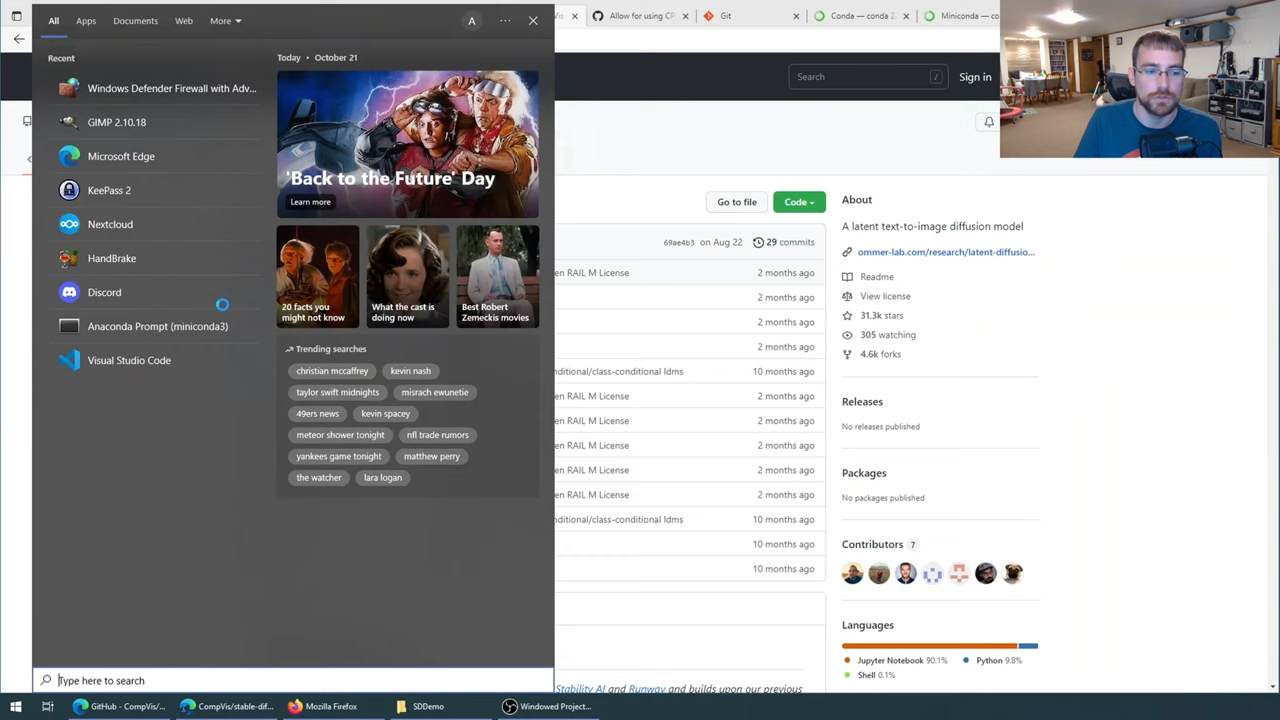 All Apps Documents Web More A ...
Allow for using CP
Git
Conda — conda 2
Miniconda — co
Recent
Windows Defender Firewall with Adv...
GIMP 2.10.18
Microsoft Edge
KeePass 2
Nextcloud
HandBrake
Discord
Anaconda Prompt (miniconda3)
Visual Studio Code
Today • October 21
'Back to the Future' Day
Learn more
20 facts you
might not know
What the cast is
doing now
Best Robert
Zemeckis movies
Trending searches
christian mccaffrey
kevin nash
taylor swift midnights
misrach ewunetie
49ers news
kevin spacey
meteor shower tonight
nfl trade rumors
yankees game tonight
matthew perry
the watcher
lara logan
Type here to search
Search /
Sign in
Go to file
Code
69ae4b3 on Aug 22 29 commits
en RAIL M License 2 months ago
2 months ago
2 months ago
2 months ago
nditional/class-conditional ldms 10 months ago
en RAIL M License 2 months ago
en RAIL M License 2 months ago
en RAIL M License 2 months ago
en RAIL M License 2 months ago
en RAIL M License 2 months ago
nditional/class-conditional ldms 10 months ago
10 months ago
10 months ago
Stability AI and Runway and builds upon our previous
About
A latent text-to-image diffusion model
ommer-lab.com/research/latent-diffusio...
Readme
View license
31.3k stars
305 watching
4.6k forks
Releases
No releases published
Packages
No packages published
Contributors 7
Languages
Jupyter Notebook 90.1%
Python 9.8%
Shell 0.1%
GitHub - CompVis/...
CompVis/stable-dif...
Mozilla Firefox
SDDemo
Windowed Project...